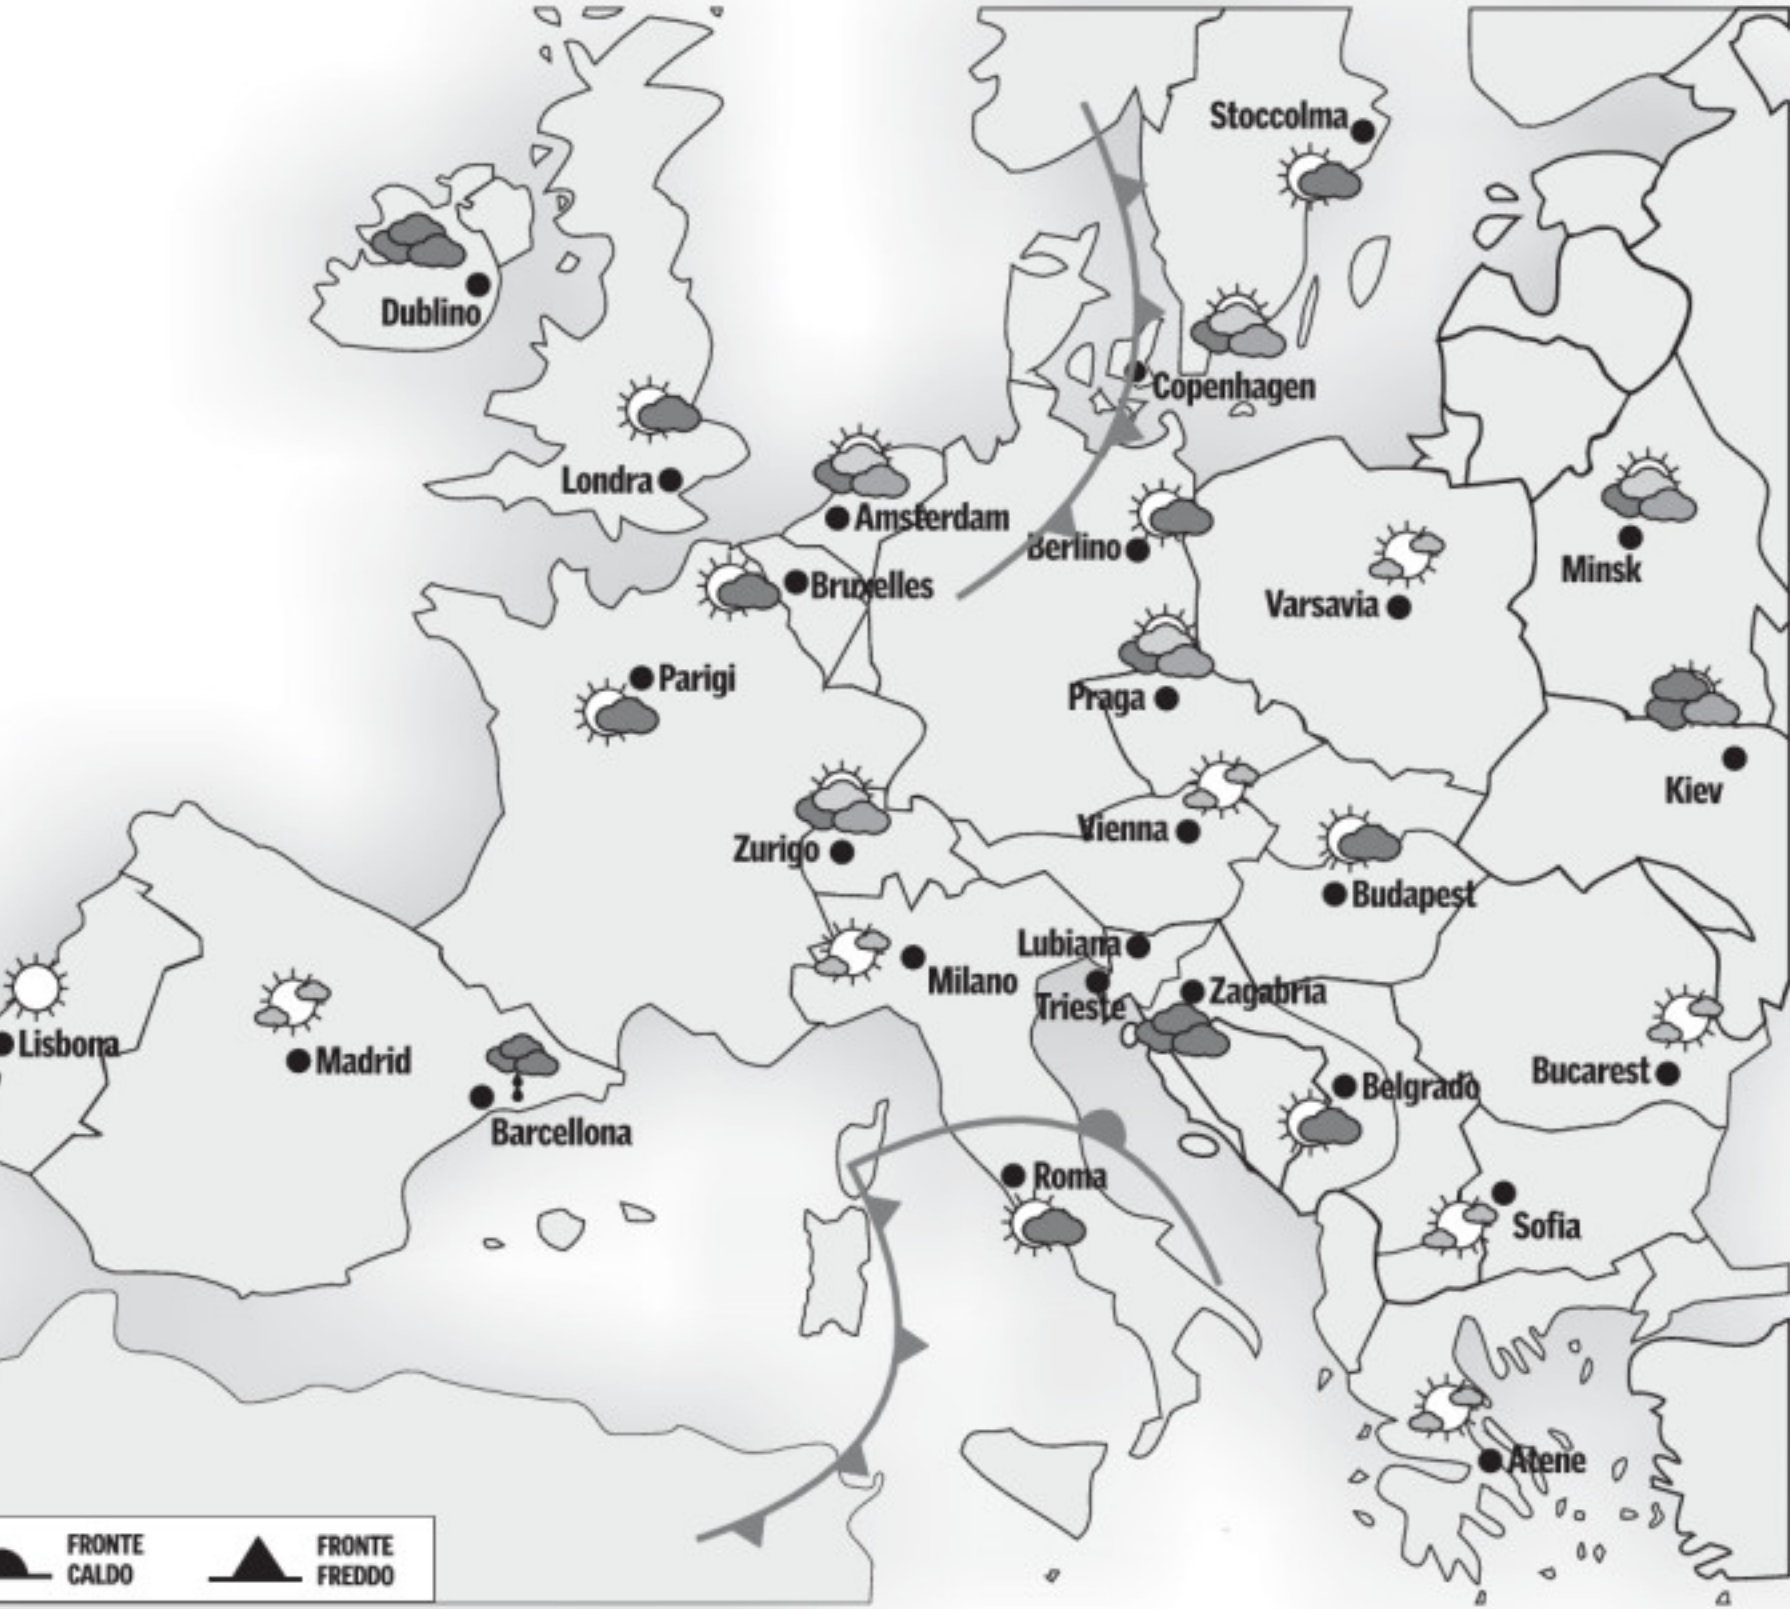 Stoccolma
Dublino
Copenhagen
Londra
Amsterdam
Berlino
Bruxelles
Minsk
Varsavia
Parigi
Praga
Kiev
Vienna
Zurigo
Budapest
Lubiana
Milano
Zagabria
Trieste
Lisbona
Madrid
Bucarest
Belgrado
Barcellona
Roma
Sofia
Atene
FRONTE
CALDO
FRONTE
FREDDO